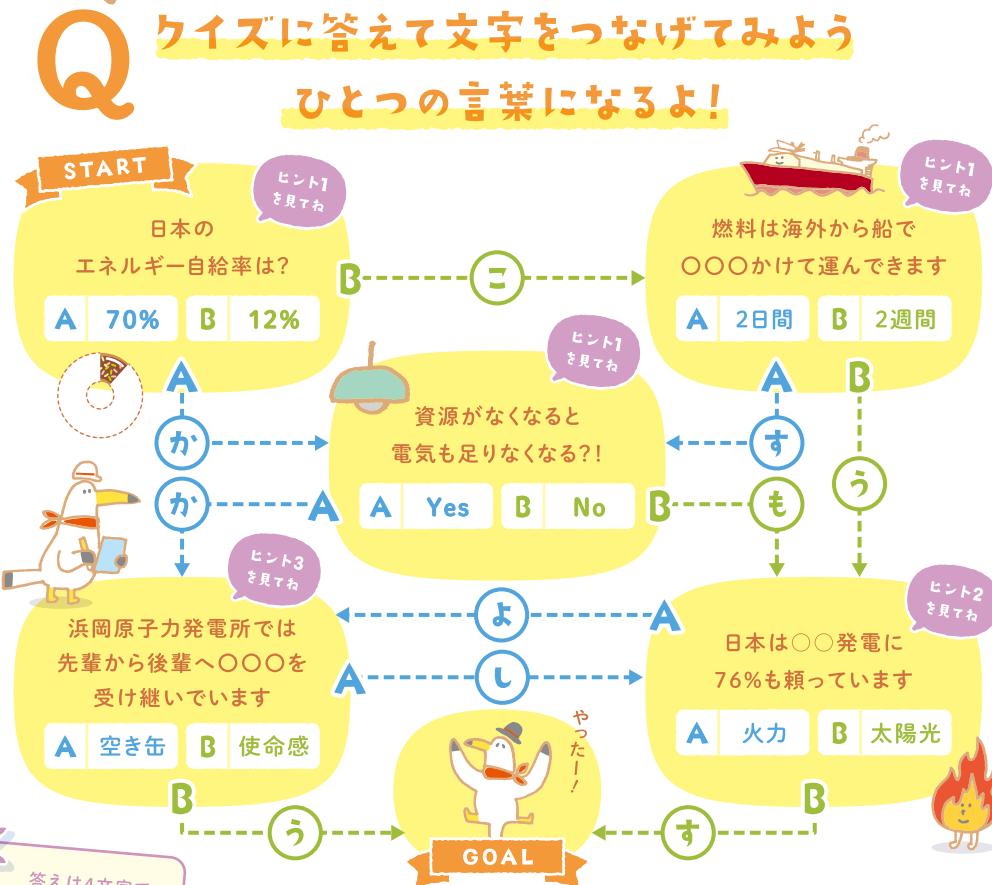 Q
クイズに答えて文字をつなげてみよう
ひとつの言葉になるよ!
START
ヒント1
を見てね
日本の
エネルギー自給率は?
A 70% B 12%
B こ
ヒント1
を見てね
燃料は海外から船で
〇〇〇かけて運んできます
A 2日間 B 2週間
A
か
ヒント1
を見てね
資源がなくなると
電気も足りなくなる?!
A Yes B No
A
す
B
う
A
か
B
も
ヒント3
を見てね
浜岡原子力発電所では
先輩から後輩へ〇〇〇を
受け継いでいます
A 空き缶 B 使命感
A よ
A し
ヒント2
を見てね
日本は〇〇発電に
76%も頼っています
A 火力 B 太陽光
やったー!
B
う
B
す
GOAL
答えは4文字で